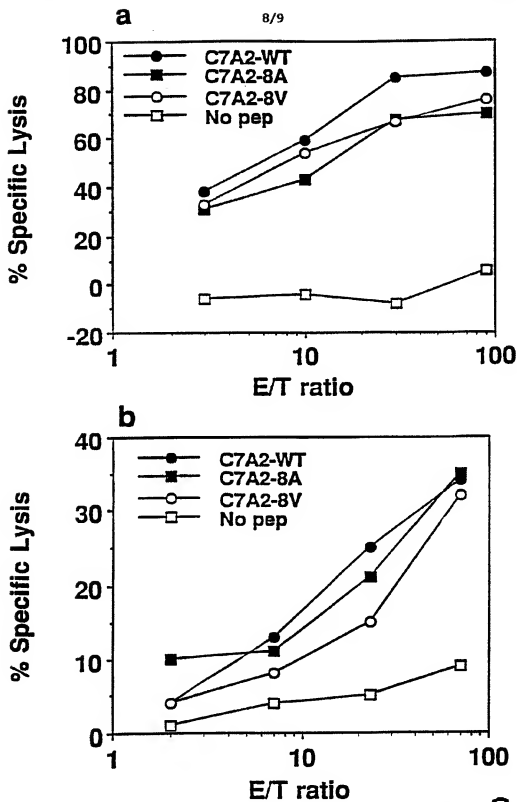 a
8/9
100
80
60
40
20
0
-20
% Specific Lysis
C7A2-WT
C7A2-8A
C7A2-8V
No pep
1 10 100
E/T ratio
b
40
30
20
10
0
% Specific Lysis
C7A2-WT
C7A2-8A
C7A2-8V
No pep
1 10 100
E/T ratio